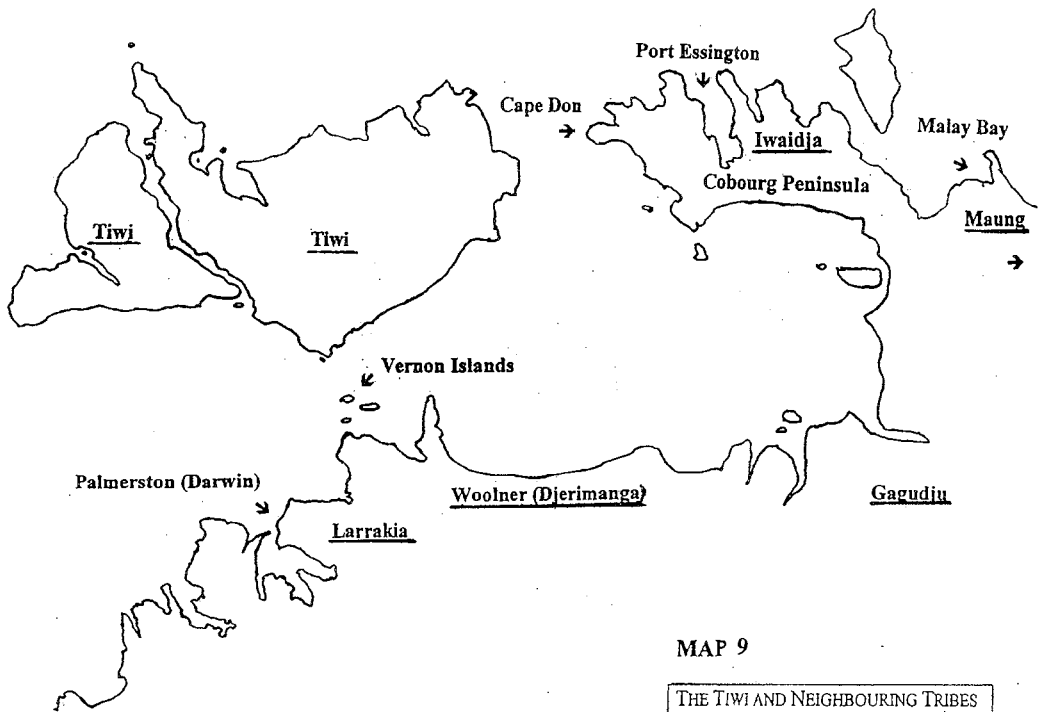 Port Essington
Cape Don
Iwaidja
Malay Bay
Cobourg Peninsula
Maung
Tiwi
Tiwi
Vernon Islands
Palmerston (Darwin)
Woolner (Djerimanga)
Gagudju
Larrakia
MAP 9
THE TIWI AND NEIGHBOURING TRIBES